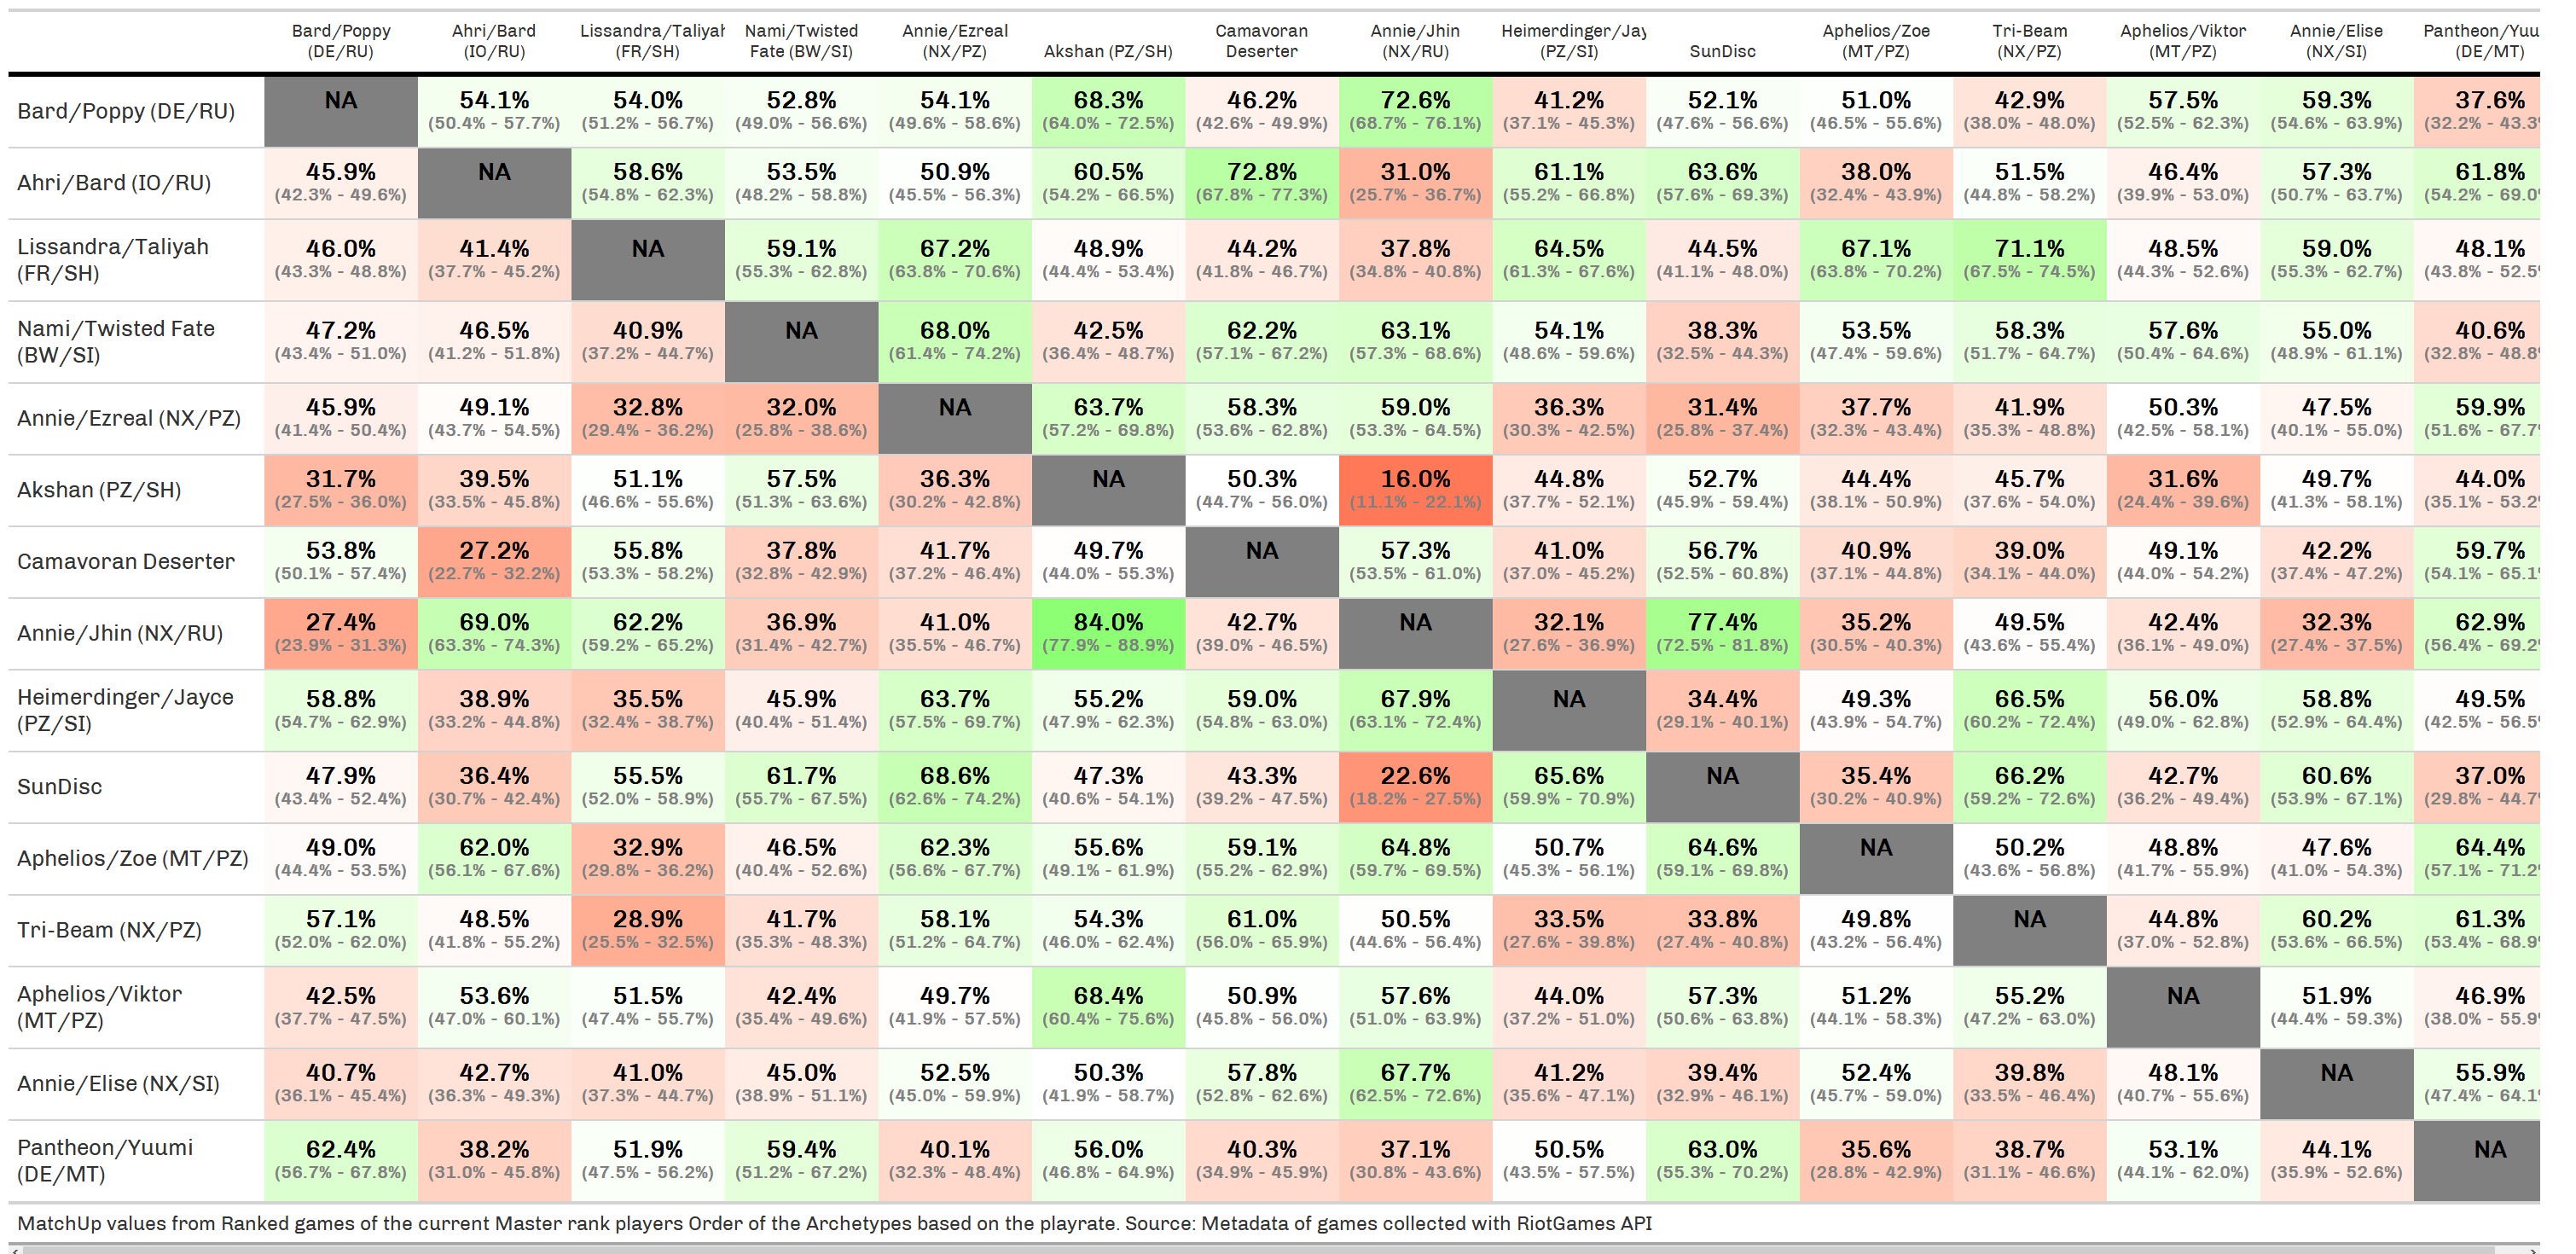 Bard/Poppy Ahri/Bard Lissandra/Taliyah Nami/Twisted Annie/Ezreal Camavoran Annie/Jhin Heimerdinger/Jay Aphelios/Zoe Tri-Beam Aphelios/Viktor Annie/Elise Pantheon/Yuu
(DE/RU) (IO/RU) (FR/SH) Fate (BW/SI) (NX/PZ) Akshan (PZ/SH) Deserter (NX/RU) (PZ/SI) SunDisc (MT/PZ) (NX/PZ) (MT/PZ) (NX/SI) (DE/MT)
Bard/Poppy (DE/RU) NA 54.1% 54.0% 52.8% 54.1% 68.3% 46.2% 72.6% 41.2% 52.1% 51.0% 42.9% 57.5% 59.3% 37.6%
(50.4% - 57.7%) (51.2% - 56.7%) (49.0% - 56.6%) (49.6% - 58.6%) (64.0% - 72.5%) (42.6% - 49.9%) (68.7% - 76.1%) (37.1% - 45.3%) (47.6% - 56.6%) (46.5% - 55.6%) (38.0% - 48.0%) (52.5% - 62.3%) (54.6% - 63.9%) (32.2% - 43.3
Ahri/Bard (IO/RU) 45.9% NA 58.6% 53.5% 50.9% 60.5% 72.8% 31.0% 61.1% 63.6% 38.0% 51.5% 46.4% 57.3% 61.8%
(42.3% - 49.6%) (54.8% - 62.3%) (48.2% - 58.8%) (45.5% - 56.3%) (54.2% - 66.5%) (67.8% - 77.3%) (25.7% - 36.7%) (55.2% - 66.8%) (57.6% - 69.3%) (32.4% - 43.9%) (44.8% - 58.2%) (39.9% - 53.0%) (50.7% - 63.7%) (54.2% - 69.0
Lissandra/Taliyah 46.0% 41.4% NA 59.1% 67.2% 48.9% 44.2% 37.8% 64.5% 44.5% 67.1% 71.1% 48.5% 59.0% 48.1%
(FR/SH) (43.3% - 48.8%) (37.7% - 45.2%) (55.3% - 62.8%) (63.8% - 70.6%) (44.4% - 53.4%) (41.8% - 46.7%) (34.8% - 40.8%) (61.3% - 67.6%) (41.1% - 48.0%) (63.8% - 70.2%) (67.5% - 74.5%) (44.3% - 52.6%) (55.3% - 62.7%) (43.8% - 52.5
Nami/Twisted Fate 47.2% 46.5% 40.9% NA 68.0% 42.5% 62.2% 63.1% 54.1% 38.3% 53.5% 58.3% 57.6% 55.0% 40.6%
(BW/SI) (43.4% - 51.0%) (41.2% - 51.8%) (37.2% - 44.7%) (61.4% - 74.2%) (36.4% - 48.7%) (57.1% - 67.2%) (57.3% - 68.6%) (48.6% - 59.6%) (32.5% - 44.3%) (47.4% - 59.6%) (51.7% - 64.7%) (50.4% - 64.6%) (48.9% - 61.1%) (32.8% - 48.8
Annie/Ezreal (NX/PZ) 45.9% 49.1% 32.8% 32.0% NA 63.7% 58.3% 59.0% 36.3% 31.4% 37.7% 41.9% 50.3% 47.5% 59.9%
(41.4% - 50.4%) (43.7% - 54.5%) (29.4% - 36.2%) (25.8% - 38.6%) (57.2% - 69.8%) (53.6% - 62.8%) (53.3% - 64.5%) (30.3% - 42.5%) (25.8% - 37.4%) (32.3% - 43.4%) (35.3% - 48.8%) (42.5% - 58.1%) (40.1% - 55.0%) (51.6% - 67.7
Akshan (PZ/SH) 31.7% 39.5% 51.1% 57.5% 36.3% NA 50.3% 16.0% 44.8% 52.7% 44.4% 45.7% 31.6% 49.7% 44.0%
(27.5% - 36.0%) (33.5% - 45.8%) (46.6% - 55.6%) (51.3% - 63.6%) (30.2% - 42.8%) (44.7% - 56.0%) (11.1% - 22.1%) (37.7% - 52.1%) (45.9% - 59.4%) (38.1% - 50.9%) (37.6% - 54.0%) (24.4% - 39.6%) (41.3% - 58.1%) (35.1% - 53.2
Camavoran Deserter 53.8% 27.2% 55.8% 37.8% 41.7% 49.7% NA 57.3% 41.0% 56.7% 40.9% 39.0% 49.1% 42.2% 59.7%
(50.1% - 57.4%) (22.7% - 32.2%) (53.3% - 58.2%) (32.8% - 42.9%) (37.2% - 46.4%) (44.0% - 55.3%) (53.5% - 61.0%) (37.0% - 45.2%) (52.5% - 60.8%) (37.1% - 44.8%) (34.1% - 44.0%) (44.0% - 54.2%) (37.4% - 47.2%) (54.1% - 65.1
Annie/Jhin (NX/RU) 27.4% 69.0% 62.2% 36.9% 41.0% 84.0% 42.7% NA 32.1% 77.4% 35.2% 49.5% 42.4% 32.3% 62.9%
(23.9% - 31.3%) (63.3% - 74.3%) (59.2% - 65.2%) (31.4% - 42.7%) (35.5% - 46.7%) (77.9% - 88.9%) (39.0% - 46.5%) (27.6% - 36.9%) (72.5% - 81.8%) (30.5% - 40.3%) (43.6% - 55.4%) (36.1% - 49.0%) (27.4% - 37.5%) (56.4% - 69.2
Heimerdinger/Jayce 58.8% 38.9% 35.5% 45.9% 63.7% 55.2% 59.0% 67.9% NA 34.4% 49.3% 66.5% 56.0% 58.8% 49.5%
(PZ/SI) (54.7% - 62.9%) (33.2% - 44.8%) (32.4% - 38.7%) (40.4% - 51.4%) (57.5% - 69.7%) (47.9% - 62.3%) (54.8% - 63.0%) (63.1% - 72.4%) (29.1% - 40.1%) (43.9% - 54.7%) (60.2% - 72.4%) (49.0% - 62.8%) (52.9% - 64.4%) (42.5% - 56.5
SunDisc 47.9% 36.4% 55.5% 61.7% 68.6% 47.3% 43.3% 22.6% 65.6% NA 35.4% 66.2% 42.7% 60.6% 37.0%
(43.4% - 52.4%) (30.7% - 42.4%) (52.0% - 58.9%) (55.7% - 67.5%) (62.6% - 74.2%) (40.6% - 54.1%) (39.2% - 47.5%) (18.2% - 27.5%) (59.9% - 70.9%) (30.2% - 40.9%) (59.2% - 72.6%) (36.2% - 49.4%) (53.9% - 67.1%) (29.8% - 44.7
Aphelios/Zoe (MT/PZ) 49.0% 62.0% 32.9% 46.5% 62.3% 55.6% 59.1% 64.8% 50.7% 64.6% NA 50.2% 48.8% 47.6% 64.4%
(44.4% - 53.5%) (56.1% - 67.6%) (29.8% - 36.2%) (40.4% - 52.6%) (56.6% - 67.7%) (49.1% - 61.9%) (55.2% - 62.9%) (59.7% - 69.5%) (45.3% - 56.1%) (59.1% - 69.8%) (43.6% - 56.8%) (41.7% - 55.9%) (41.0% - 54.3%) (57.1% - 71.2
Tri-Beam (NX/PZ) 57.1% 48.5% 28.9% 41.7% 58.1% 54.3% 61.0% 50.5% 33.5% 33.8% 49.8% NA 44.8% 60.2% 61.3%
(52.0% - 62.0%) (41.8% - 55.2%) (25.5% - 32.5%) (35.3% - 48.3%) (51.2% - 64.7%) (46.0% - 62.4%) (56.0% - 65.9%) (44.6% - 56.4%) (27.6% - 39.8%) (27.4% - 40.8%) (43.2% - 56.4%) (37.0% - 52.8%) (53.6% - 66.5%) (53.4% - 68.9
Aphelios/Viktor 42.5% 53.6% 51.5% 42.4% 49.7% 68.4% 50.9% 57.6% 44.0% 57.3% 51.2% 55.2% NA 51.9% 46.9%
(MT/PZ) (37.7% - 47.5%) (47.0% - 60.1%) (47.4% - 55.7%) (35.4% - 49.6%) (41.9% - 57.5%) (60.4% - 75.6%) (45.8% - 56.0%) (51.0% - 63.9%) (37.2% - 51.0%) (50.6% - 63.8%) (44.1% - 58.3%) (47.2% - 63.0%) (44.4% - 59.3%) (38.0% - 55.9
Annie/Elise (NX/SI) 40.7% 42.7% 41.0% 45.0% 52.5% 50.3% 57.8% 67.7% 41.2% 39.4% 52.4% 39.8% 48.1% NA 55.9%
(36.1% - 45.4%) (36.3% - 49.3%) (37.3% - 44.7%) (38.9% - 51.1%) (45.0% - 59.9%) (41.9% - 58.7%) (52.8% - 62.6%) (62.5% - 72.6%) (35.6% - 47.1%) (32.9% - 46.1%) (45.7% - 59.0%) (33.5% - 46.4%) (40.7% - 55.6%) (47.4% - 64.1
Pantheon/Yuumi 62.4% 38.2% 51.9% 59.4% 40.1% 56.0% 40.3% 37.1% 50.5% 63.0% 35.6% 38.7% 53.1% 44.1% NA
(DE/MT) (56.7% - 67.8%) (31.0% - 45.8%) (47.5% - 56.2%) (51.2% - 67.2%) (32.3% - 48.4%) (46.8% - 64.9%) (34.9% - 45.9%) (30.8% - 43.6%) (43.5% - 57.5%) (55.3% - 70.2%) (28.8% - 42.9%) (31.1% - 46.6%) (44.1% - 62.0%) (35.9% - 52.6%)
MatchUp values from Ranked games of the current Master rank players Order of the Archetypes based on the playrate. Source: Metadata of games collected with RiotGames API